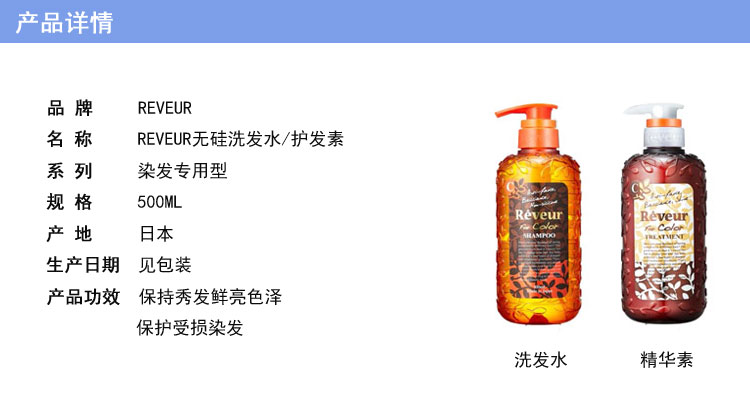 产品详情
品 牌 REVEUR
名 称 REVEUR无硅洗发水/护发素
系 列 染发专用型
规 格 500ML
产 地 日本
生产日期 见包装
产品功效 保持秀发鲜亮色泽
保护受损染发
Rêveur
For Color
SHAMPOO
Rêveur
For Color
TREATMENT
洗发水
精华素